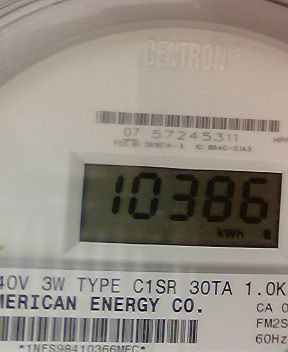 CENTRON®
07 57245311
10386
kWh
40V 3W TYPE C1SR 30TA 1.0K
MERICAN ENERGY CO.
CA 0
FM2S
60Hz